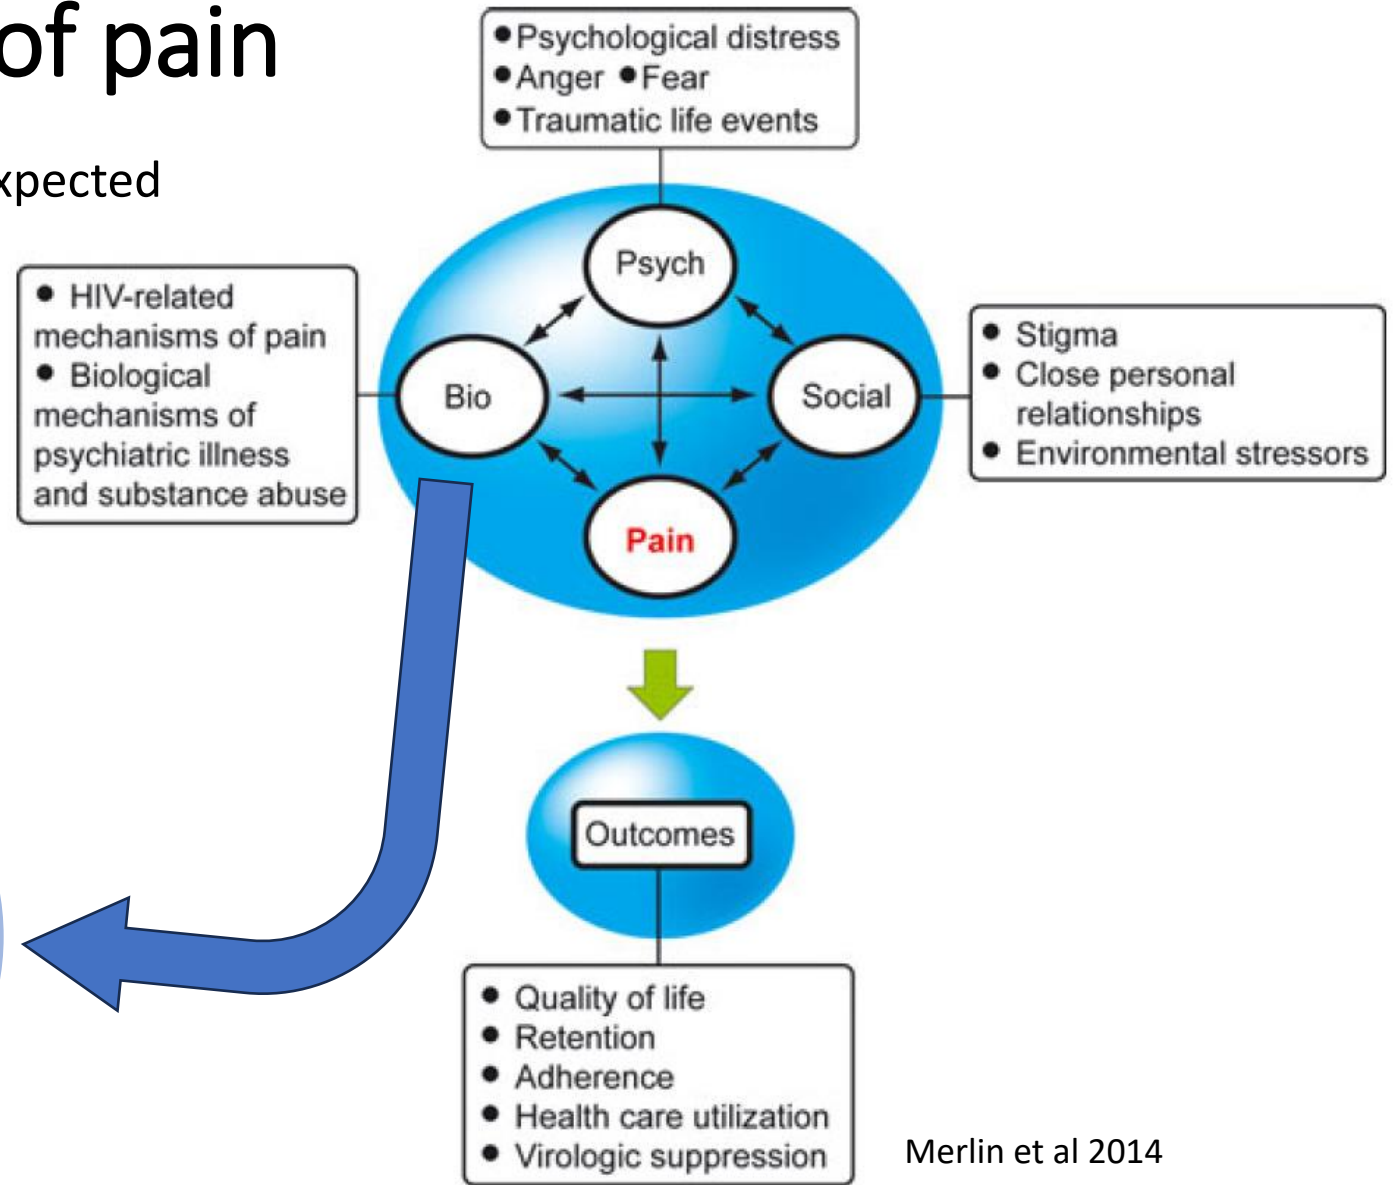 of pain
xpected
● Psychological distress
● Anger ● Fear
● Traumatic life events
Psych
● HIV-related
mechanisms of pain
● Biological
mechanisms of
psychiatric illness
and substance abuse
Bio
Social
● Stigma
● Close personal
relationships
● Environmental stressors
Pain
Outcomes
● Quality of life
● Retention
● Adherence
● Health care utilization
● Virologic suppression
Merlin et al 2014